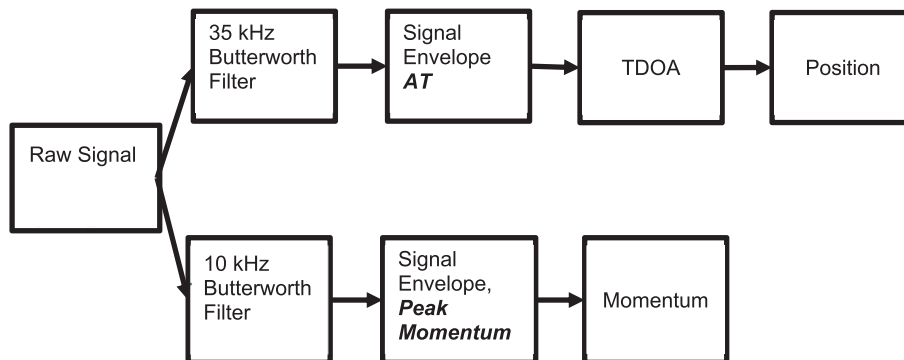 35 kHz
Butterworth
Filter
Signal
Envelope
AT
TDOA
Position
Raw Signal
10 kHz
Butterworth
Filter
Signal
Envelope,
Peak
Momentum
Momentum